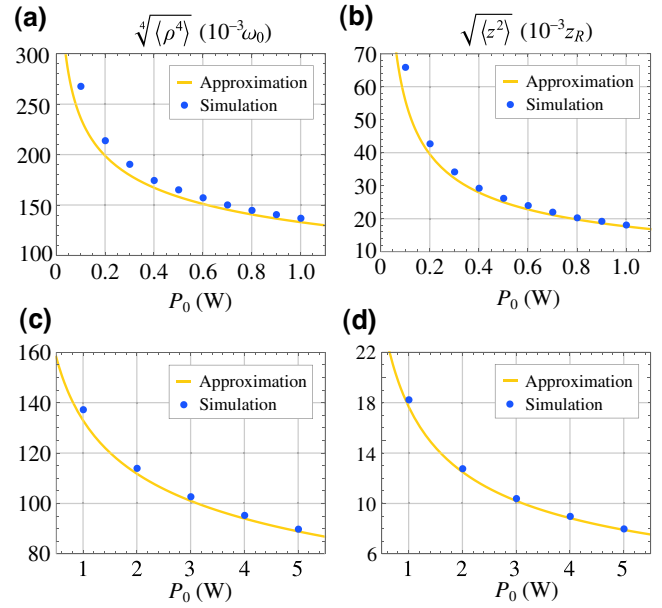 (a) ∜⟨ρ⁴⟩ (10⁻³ω₀)
300
250
200
150
100
0 0.2 0.4 0.6 0.8 1.0
P₀ (W)
Approximation
Simulation
(b) √⟨z²⟩ (10⁻³z_R)
70
60
50
40
30
20
10
0 0.2 0.4 0.6 0.8 1.0
P₀ (W)
Approximation
Simulation
(c)
160
140
120
100
80
1 2 3 4 5
P₀ (W)
Approximation
Simulation
(d)
22
18
14
10
6
1 2 3 4 5
P₀ (W)
Approximation
Simulation